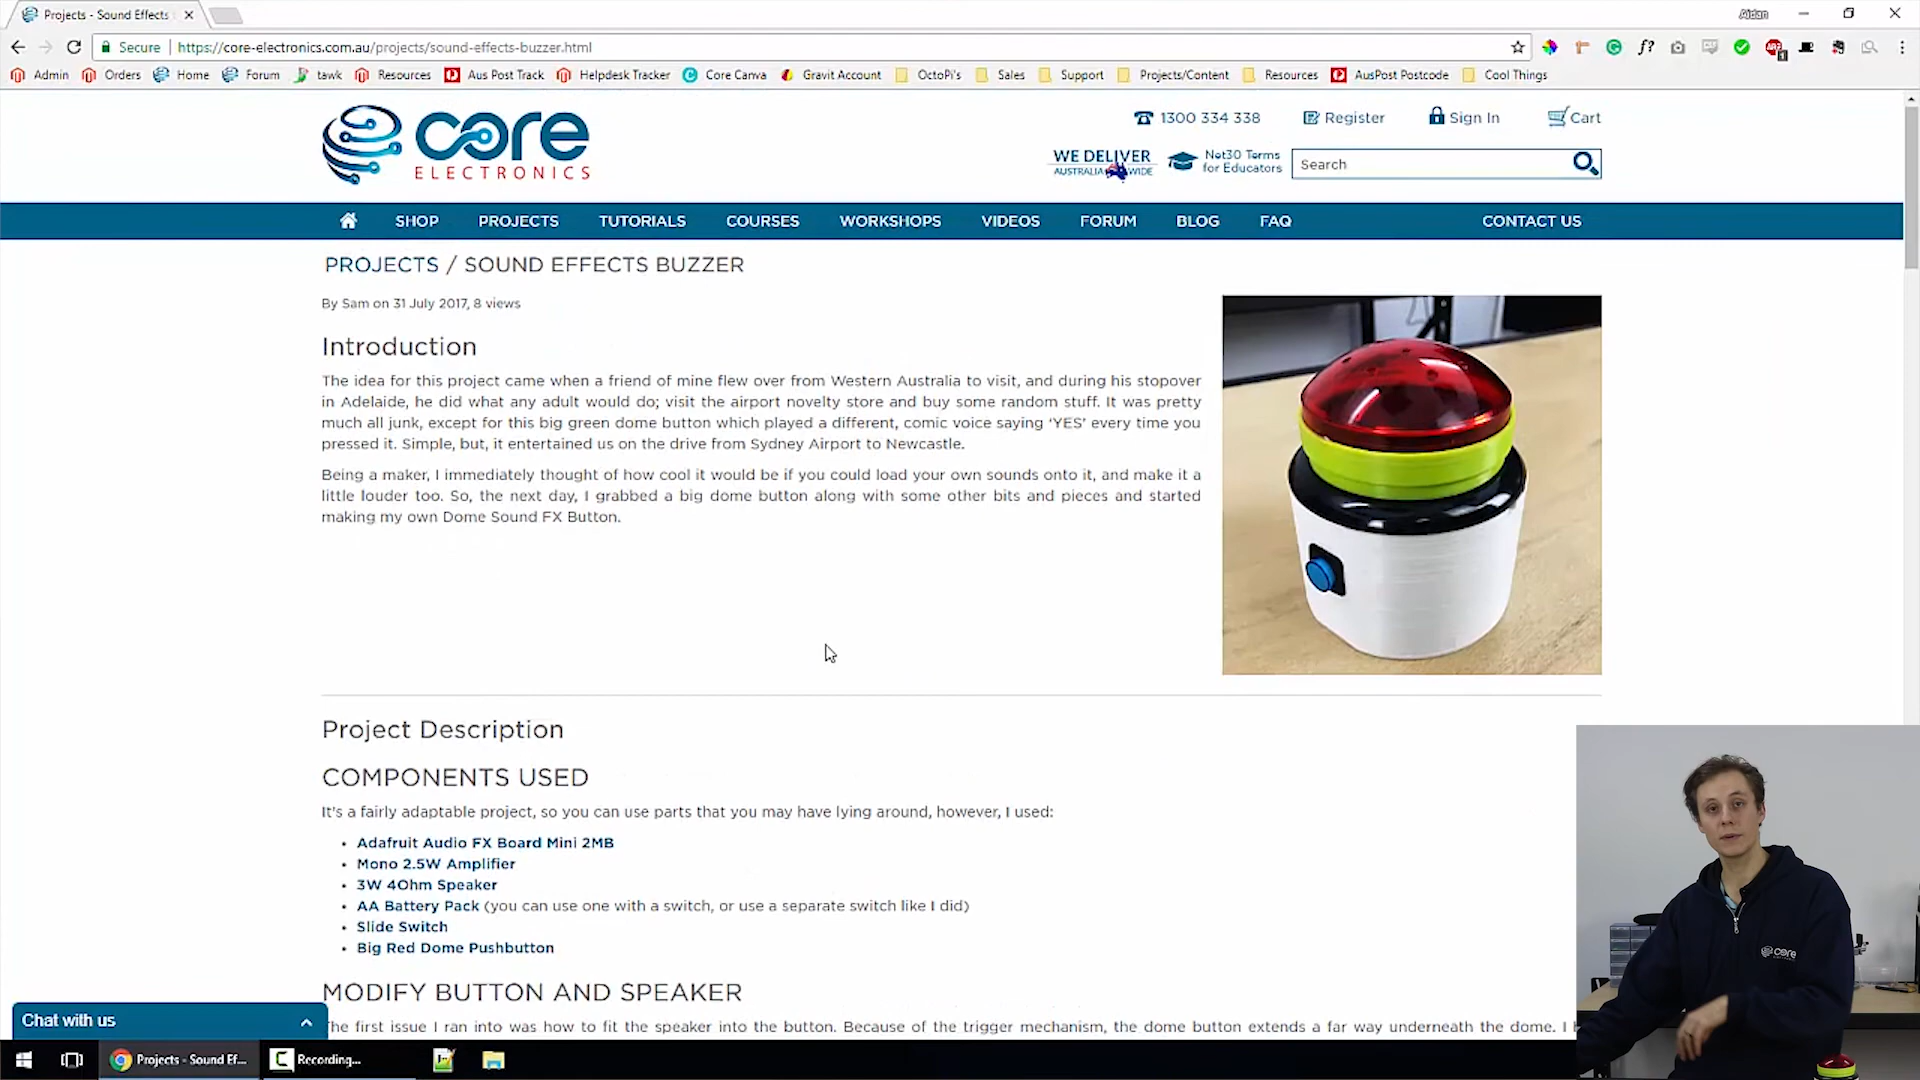 Projects - Sound Effects
Aidan
Secure
https://core-electronics.com.au/projects/sound-effects-buzzer.html
f?
Admin Orders Home Forum tawk Resources Aus Post Track Helpdesk Tracker Core Canva Gravit Account OctoPi's Sales Support Projects/Content Resources AusPost Postcode Cool Things
core
ELECTRONICS
1300 334 338 Register Sign In Cart
WE DELIVER
AUSTRALIA WIDE
Net30 Terms
for Educators
Search
SHOP PROJECTS TUTORIALS COURSES WORKSHOPS VIDEOS FORUM BLOG FAQ CONTACT US
PROJECTS / SOUND EFFECTS BUZZER
By Sam on 31 July 2017, 8 views
Introduction
The idea for this project came when a friend of mine flew over from Western Australia to visit, and during his stopover
in Adelaide, he did what any adult would do; visit the airport novelty store and buy some random stuff. It was pretty
much all junk, except for this big green dome button which played a different, comic voice saying ‘YES’ every time you
pressed it. Simple, but, it entertained us on the drive from Sydney Airport to Newcastle.
Being a maker, I immediately thought of how cool it would be if you could load your own sounds onto it, and make it a
little louder too. So, the next day, I grabbed a big dome button along with some other bits and pieces and started
making my own Dome Sound FX Button.
Project Description
COMPONENTS USED
It's a fairly adaptable project, so you can use parts that you may have lying around, however, I used:
• Adafruit Audio FX Board Mini 2MB
• Mono 2.5W Amplifier
• 3W 4Ohm Speaker
• AA Battery Pack (you can use one with a switch, or use a separate switch like I did)
• Slide Switch
• Big Red Dome Pushbutton
MODIFY BUTTON AND SPEAKER
The first issue I ran into was how to fit the speaker into the button. Because of the trigger mechanism, the dome button extends a far way underneath the dome. I
Chat with us
core
Projects - Sound Ef...
Recording...